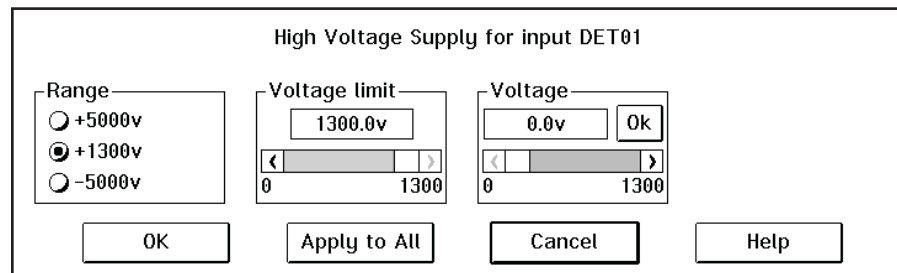 High Voltage Supply for input DET01
Range
+5000v
+1300v
-5000v
Voltage limit
1300.0v
< >
0 1300
Voltage
0.0v Ok
< >
0 1300
OK Apply to All Cancel Help